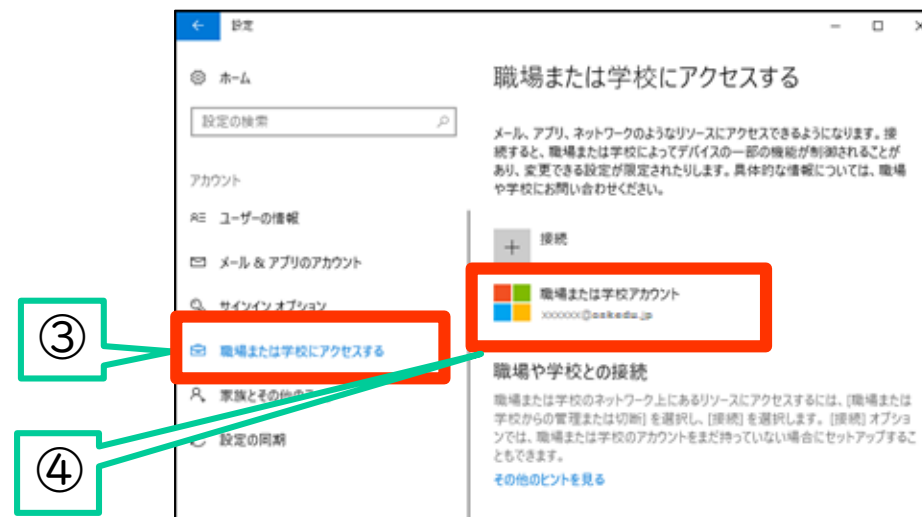 設定
ホーム
設定の検索
アカウント
ユーザーの情報
メール & アプリのアカウント
サインイン オプション
職場または学校にアクセスする
家族とその他の
設定の同期
③
④
職場または学校にアクセスする
メール、アプリ、ネットワークのようなリソースにアクセスできるようになります。接
続すると、職場または学校によってデバイスの一部の機能が制御されることが
あり、変更できる設定が限定されたりします。具体的な情報については、職場
や学校にお問い合わせください。
接続
職場または学校アカウント
xxxxxx@oskedu.jp
職場や学校との接続
職場または学校のネットワーク上にあるリソースにアクセスするには、[職場または
学校からの管理または切断] を選択し、[接続] を選択します。[接続] オプショ
ンでは、職場または学校のアカウントをまだ持っていない場合にセットアップするこ
ともできます。
その他のヒントを見る